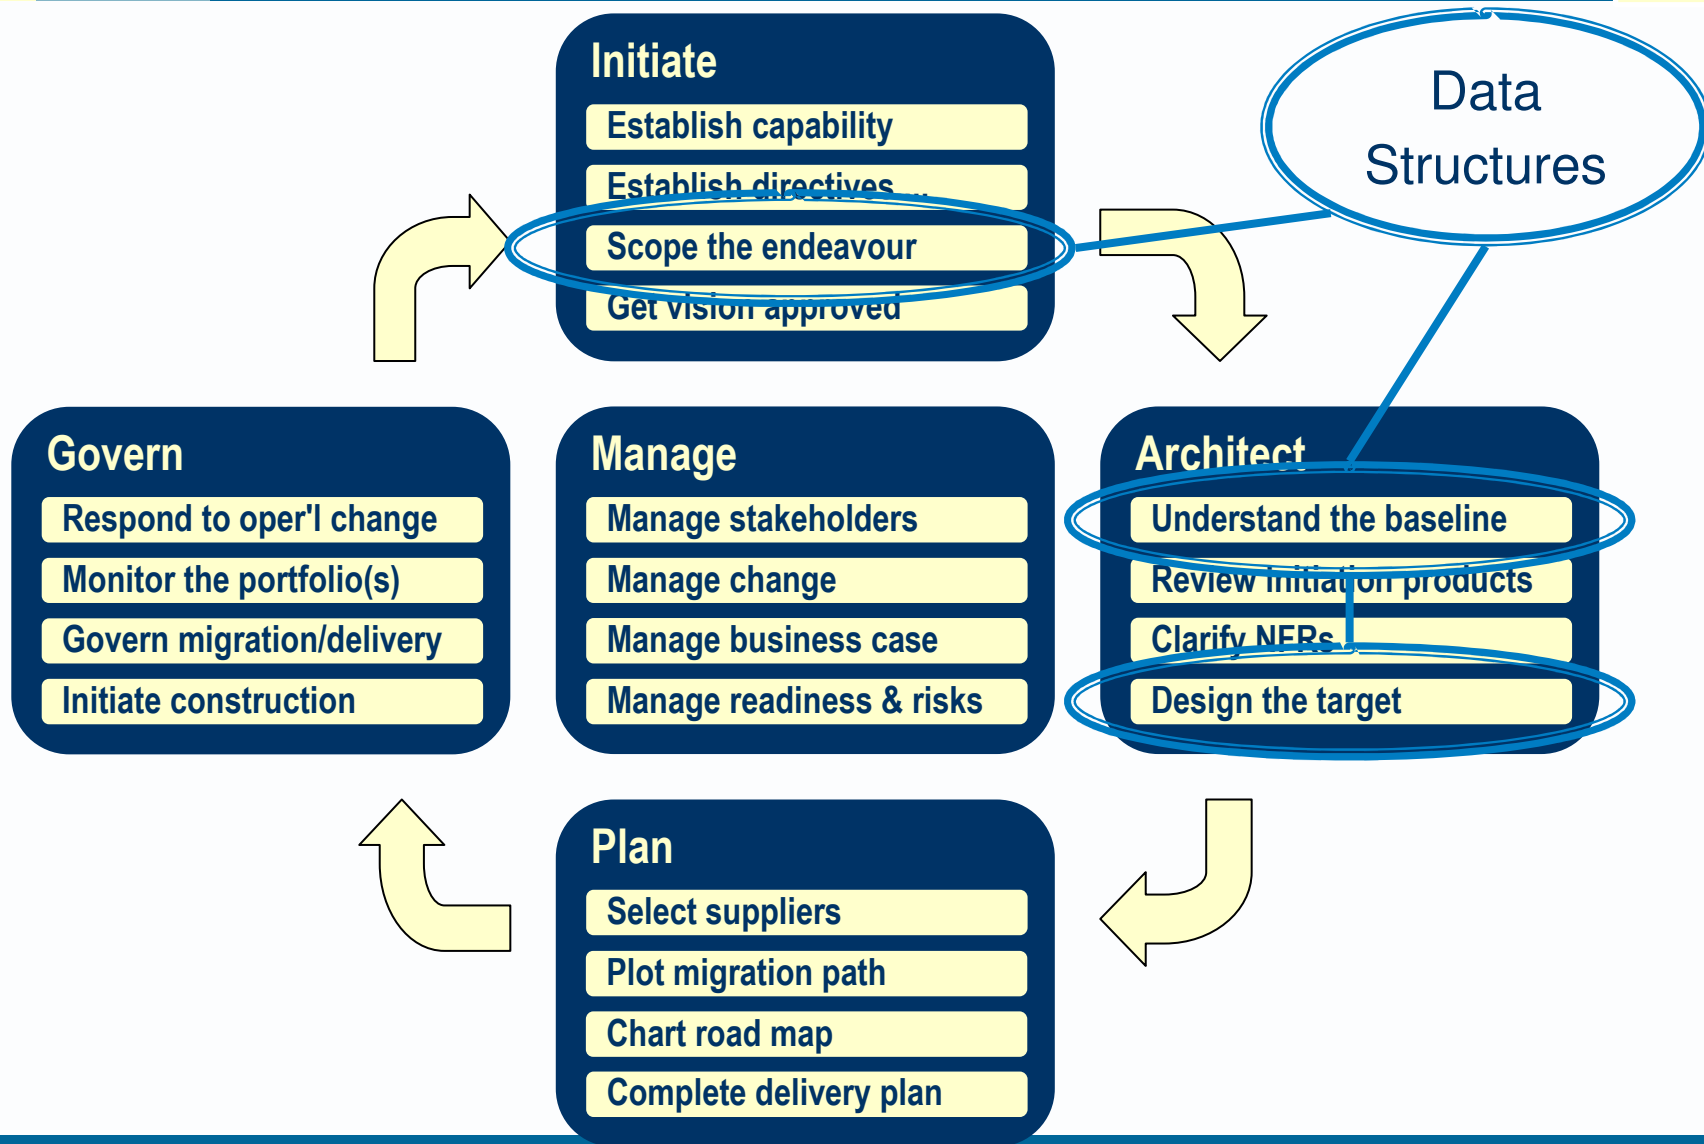 Initiate
Establish capability
Establish directives ...
Scope the endeavour
Get vision approved
Data
Structures
Govern
Respond to oper'l change
Monitor the portfolio(s)
Govern migration/delivery
Initiate construction
Manage
Manage stakeholders
Manage change
Manage business case
Manage readiness & risks
Architect
Understand the baseline
Review initiation products
Clarify NFRs
Design the target
Plan
Select suppliers
Plot migration path
Chart road map
Complete delivery plan